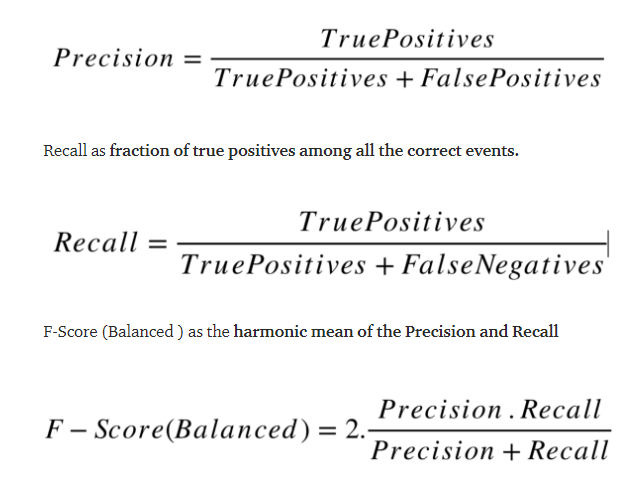 Precision = TruePositives / TruePositives + FalsePositives
Recall as fraction of true positives among all the correct events.
Recall = TruePositives / TruePositives + FalseNegatives
F-Score (Balanced ) as the harmonic mean of the Precision and Recall
F − Score(Balanced) = 2. Precision . Recall / Precision + Recall